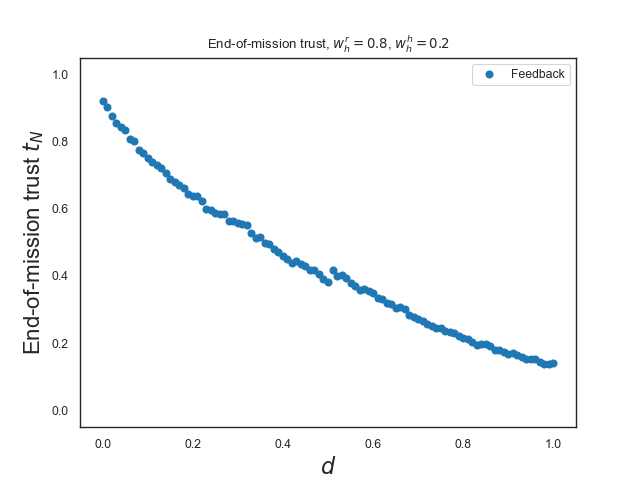 End-of-mission trust, $w_h^r = 0.8$, $w_h^h = 0.2$
Feedback
End-of-mission trust $t_N$
1.0
0.8
0.6
0.4
0.2
0.0
0.0 0.2 0.4 0.6 0.8 1.0
d